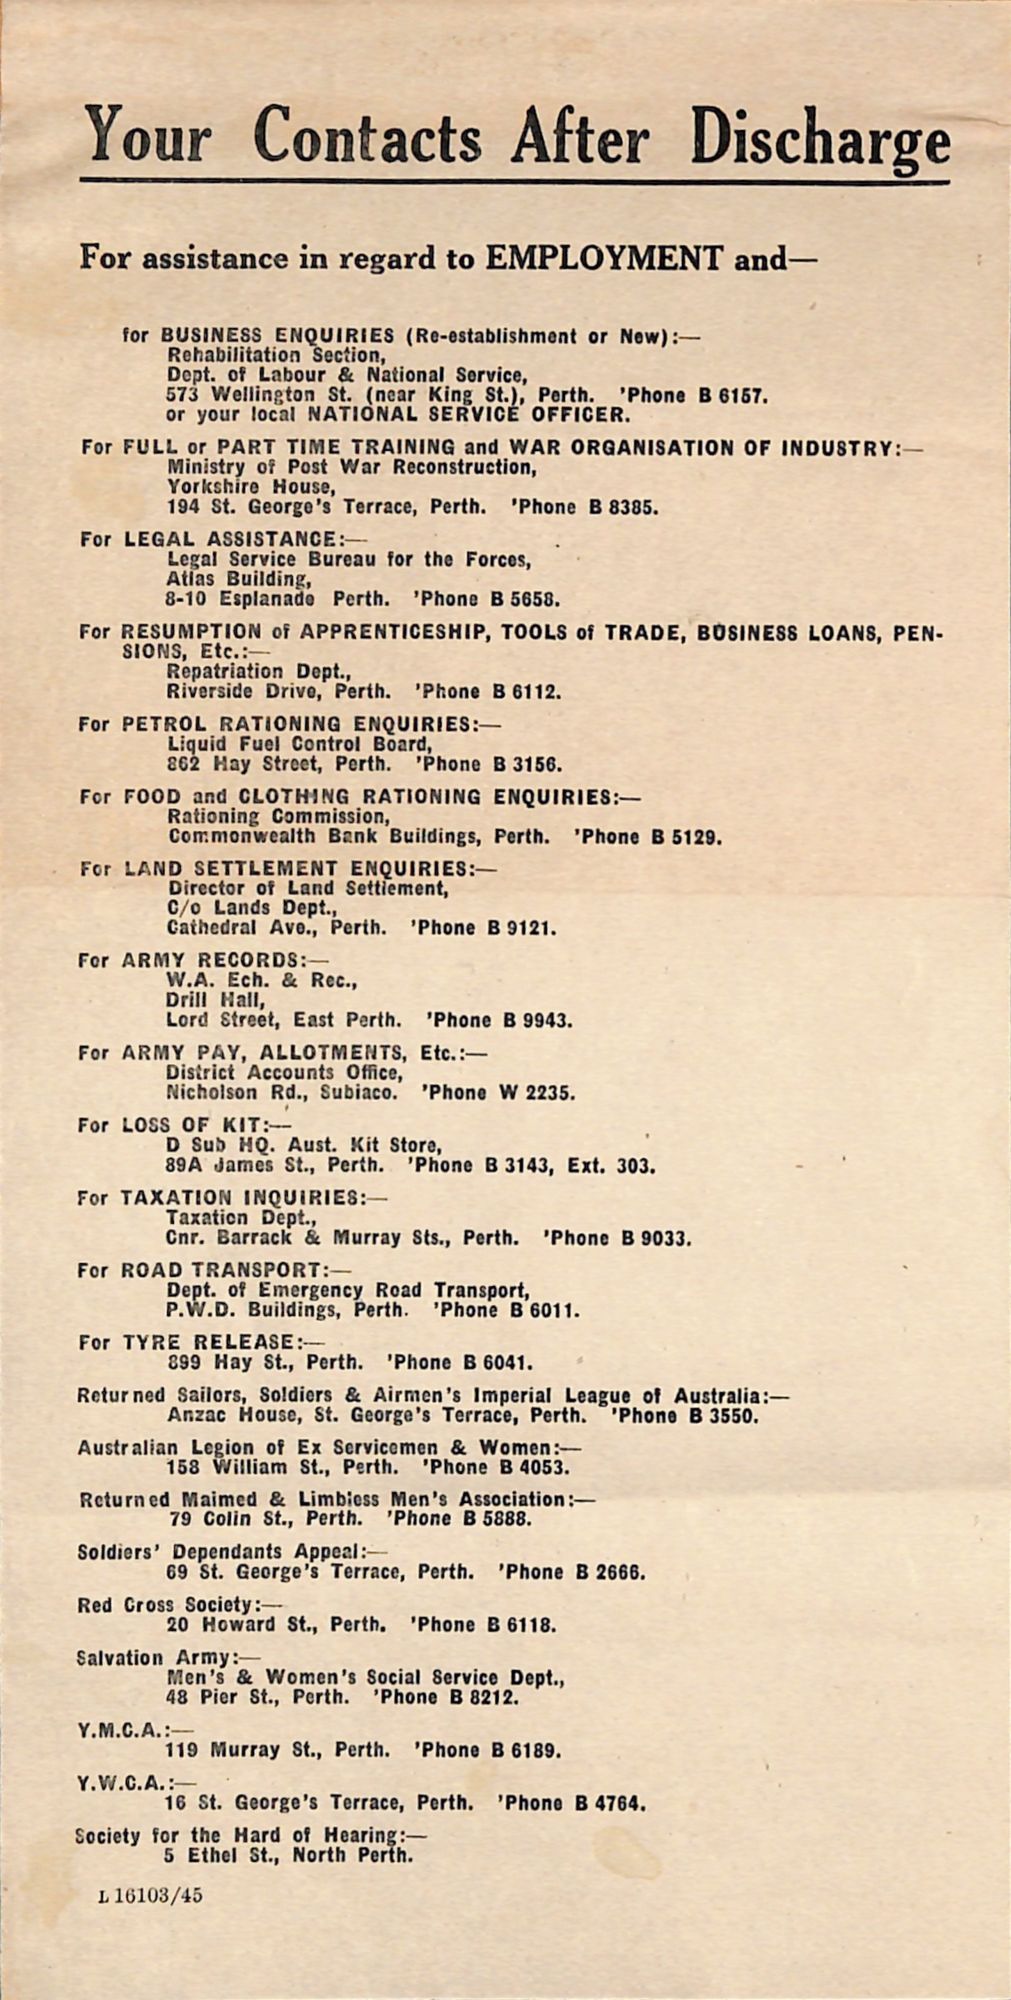 Your Contacts After Discharge
For assistance in regard to EMPLOYMENT and—
for BUSINESS ENQUIRIES (Re-establishment or New):—
Rehabilitation Section,
Dept. of Labour & National Service,
573 Wellington St. (near King St.), Perth. 'Phone B 6157.
or your local NATIONAL SERVICE OFFICER.
For FULL or PART TIME TRAINING and WAR ORGANISATION OF INDUSTRY:—
Ministry of Post War Reconstruction,
Yorkshire House,
194 St. George's Terrace, Perth. 'Phone B 8385.
For LEGAL ASSISTANCE:—
Legal Service Bureau for the Forces,
Atlas Building,
8-10 Esplanade Perth. 'Phone B 5658.
For RESUMPTION of APPRENTICESHIP, TOOLS of TRADE, BUSINESS LOANS, PEN-
SIONS, Etc.:—
Repatriation Dept.,
Riverside Drive, Perth. 'Phone B 6112.
For PETROL RATIONING ENQUIRIES:—
Liquid Fuel Control Board,
862 Hay Street, Perth. 'Phone B 3156.
For FOOD and CLOTHING RATIONING ENQUIRIES:—
Rationing Commission,
Commonwealth Bank Buildings, Perth. 'Phone B 5129.
For LAND SETTLEMENT ENQUIRIES:—
Director of Land Settlement,
C/o Lands Dept.,
Cathedral Ave., Perth. 'Phone B 9121.
For ARMY RECORDS:—
W.A. Ech. & Rec.,
Drill Hall,
Lord Street, East Perth. 'Phone B 9943.
For ARMY PAY, ALLOTMENTS, Etc.:—
District Accounts Office,
Nicholson Rd., Subiaco. 'Phone W 2235.
For LOSS OF KIT:—
D Sub HQ. Aust. Kit Store,
89A James St., Perth. 'Phone B 3143, Ext. 303.
For TAXATION INQUIRIES:—
Taxation Dept.,
Cnr. Barrack & Murray Sts., Perth. 'Phone B 9033.
For ROAD TRANSPORT:—
Dept. of Emergency Road Transport,
P.W.D. Buildings, Perth. 'Phone B 6011.
For TYRE RELEASE:—
899 Hay St., Perth. 'Phone B 6041.
Returned Sailors, Soldiers & Airmen's Imperial League of Australia:—
Anzac House, St. George's Terrace, Perth. 'Phone B 3550.
Australian Legion of Ex Servicemen & Women:—
158 William St., Perth. 'Phone B 4053.
Returned Maimed & Limbless Men's Association:—
79 Colin St., Perth. 'Phone B 5888.
Soldiers' Dependants Appeal:—
69 St. George's Terrace, Perth. 'Phone B 2666.
Red Cross Society:—
20 Howard St., Perth. 'Phone B 6118.
Salvation Army:—
Men's & Women's Social Service Dept.,
48 Pier St., Perth. 'Phone B 8212.
Y.M.C.A.:—
119 Murray St., Perth. 'Phone B 6189.
Y.W.C.A.:—
16 St. George's Terrace, Perth. 'Phone B 4764.
Society for the Hard of Hearing:—
5 Ethel St., North Perth.
L 16103/45